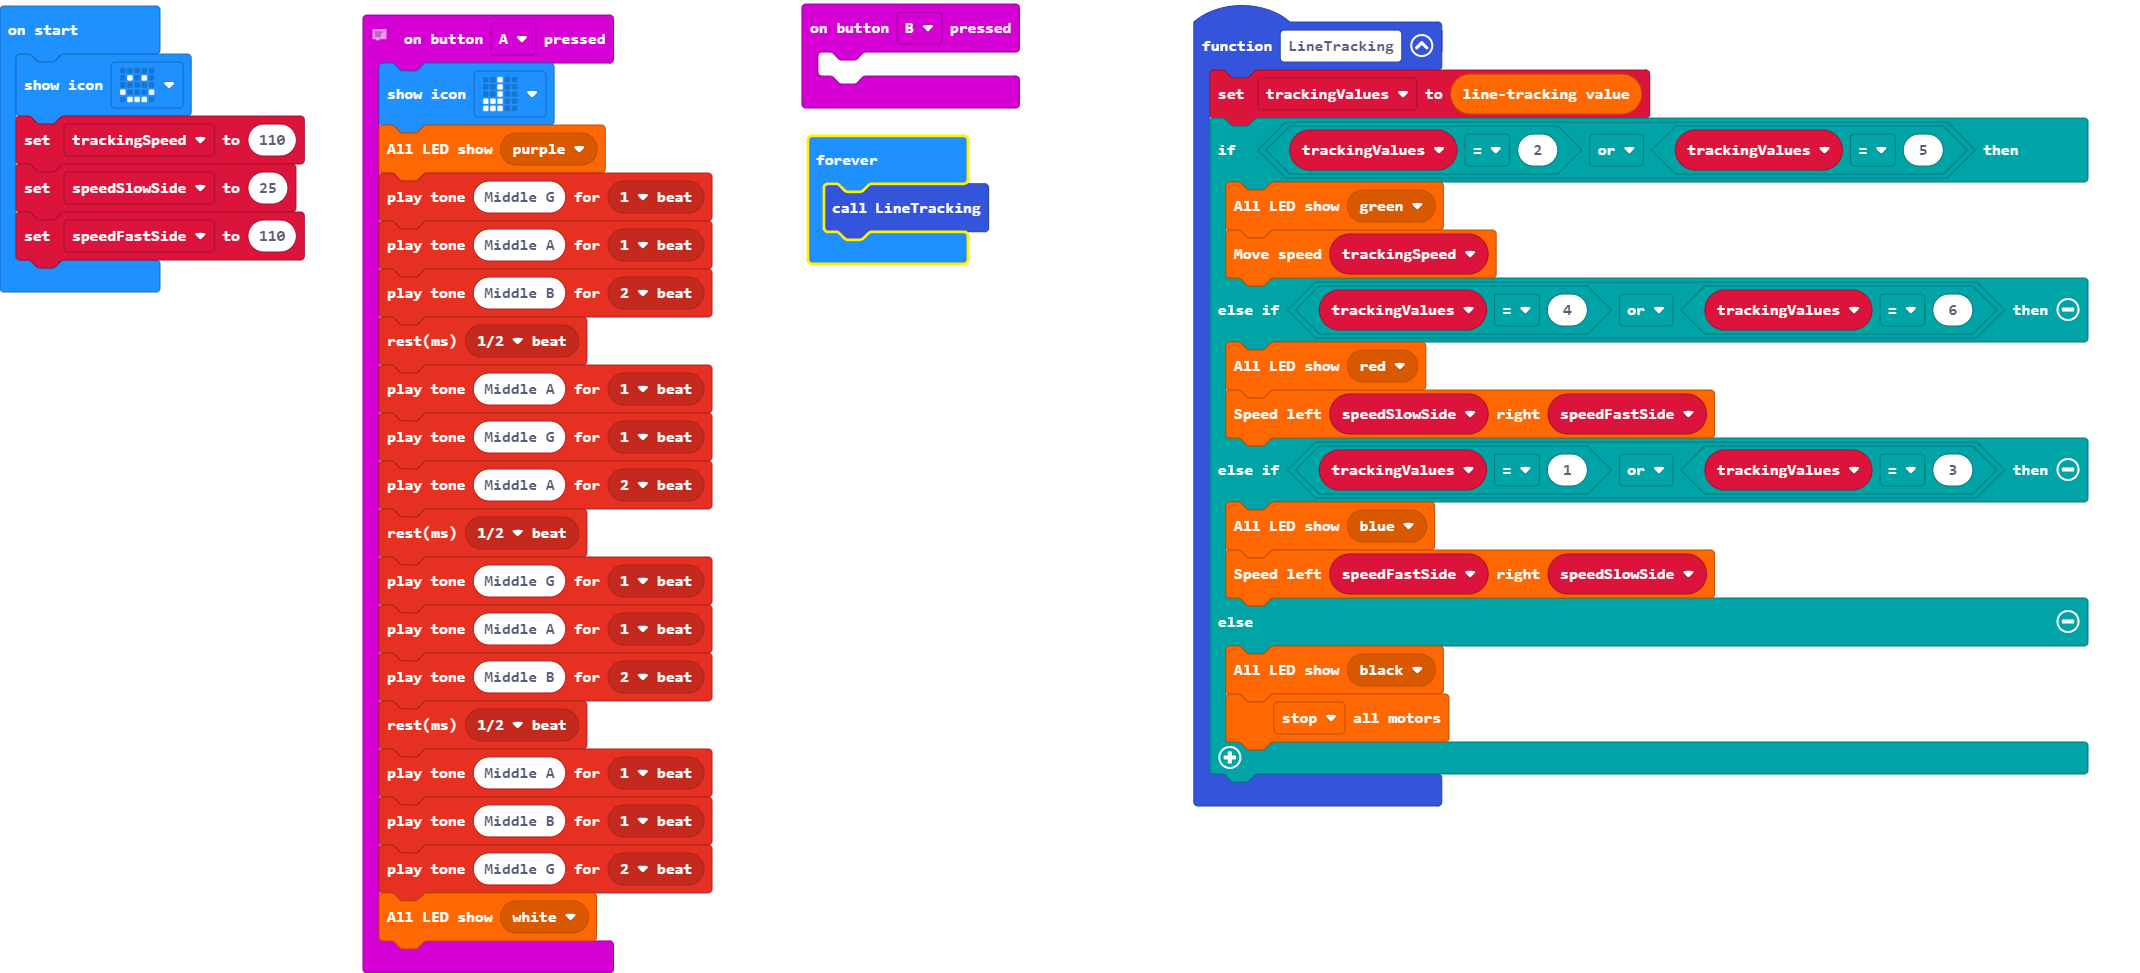 on start
show icon
set trackingSpeed to 110
set speedSlowSide to 25
set speedFastSide to 110
on button A pressed
show icon
All LED show purple
play tone Middle G for 1 beat
play tone Middle A for 1 beat
play tone Middle B for 2 beat
rest(ms) 1/2 beat
play tone Middle A for 1 beat
play tone Middle G for 1 beat
play tone Middle A for 2 beat
rest(ms) 1/2 beat
play tone Middle G for 1 beat
play tone Middle A for 1 beat
play tone Middle B for 2 beat
rest(ms) 1/2 beat
play tone Middle A for 1 beat
play tone Middle B for 1 beat
play tone Middle G for 2 beat
All LED show white
on button B pressed
forever
call LineTracking
function LineTracking
set trackingValues to line-tracking value
if trackingValues = 2 or trackingValues = 5 then
All LED show green
Move speed trackingSpeed
else if trackingValues = 4 or trackingValues = 6 then
All LED show red
Speed left speedSlowSide right speedFastSide
else if trackingValues = 1 or trackingValues = 3 then
All LED show blue
Speed left speedFastSide right speedSlowSide
else
All LED show black
stop all motors